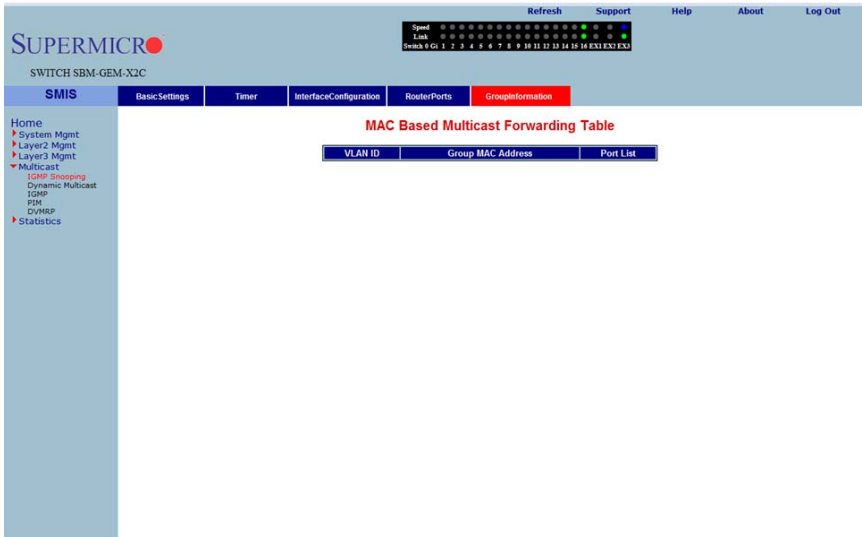 Refresh Support Help About Log Out
SUPERMICRO
Speed
Link
Switch 0 Gi 1 2 3 4 5 6 7 8 9 10 11 12 13 14 15 16 EX1 EX2 EX3
SWITCH SBM-GEM-X2C
SMIS BasicSettings Timer InterfaceConfiguration RouterPorts GroupInformation
Home
System Mgmt
Layer2 Mgmt
Layer3 Mgmt
Multicast
IGMP Snooping
Dynamic Multicast
IGMP
PIM
DVMRP
Statistics
MAC Based Multicast Forwarding Table
VLAN ID Group MAC Address Port List